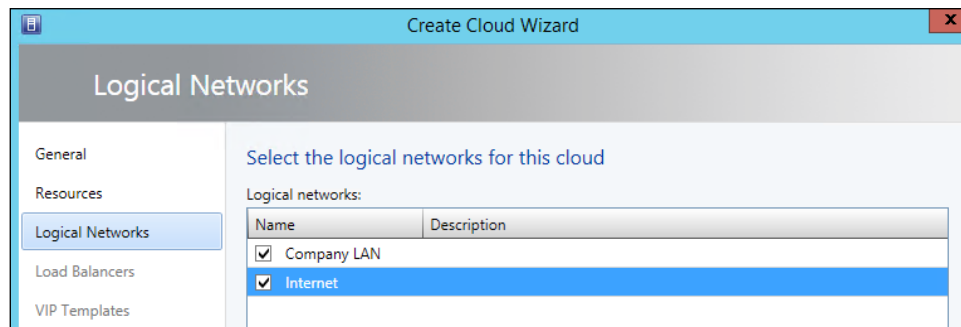 Create Cloud Wizard
X
Logical Networks
General
Resources
Logical Networks
Load Balancers
VIP Templates
Select the logical networks for this cloud
Logical networks:
Name Description
Company LAN
Internet